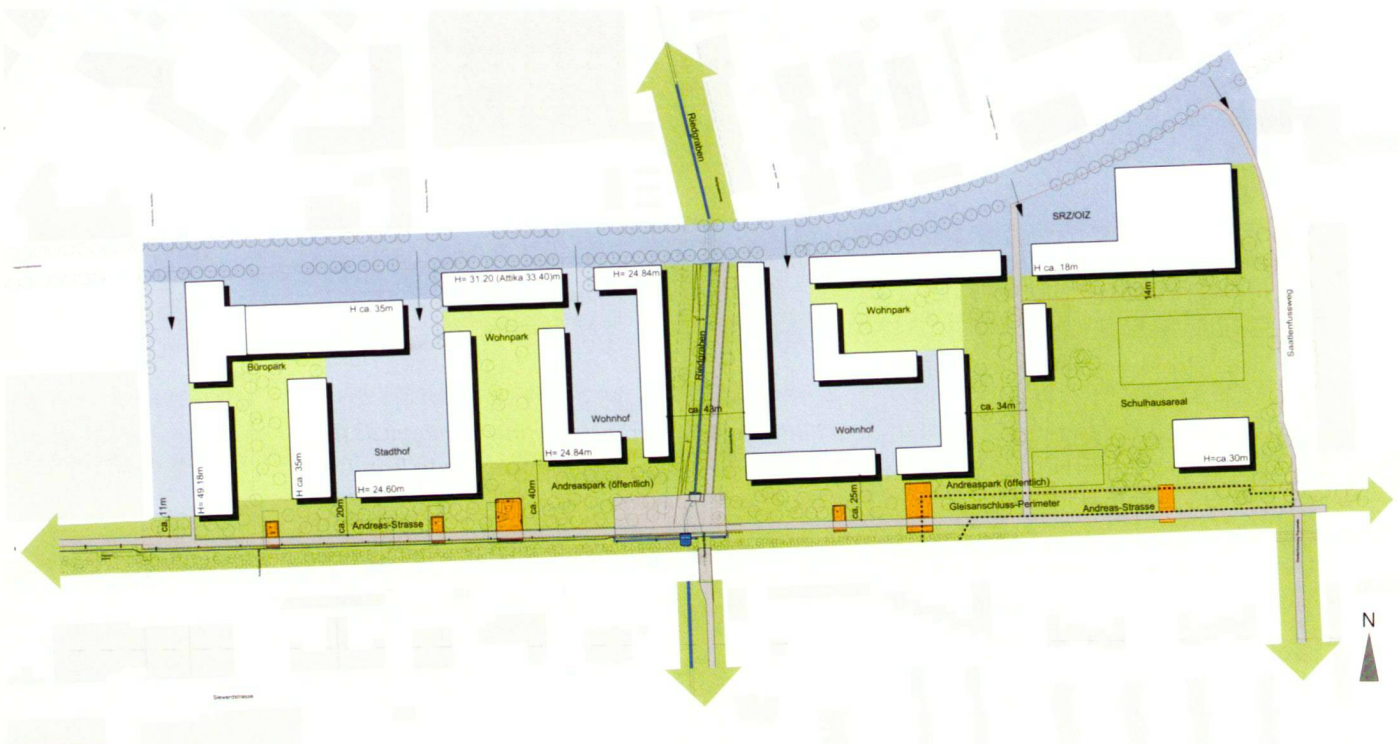 Riedgraben
SRZ/OIZ
H ca. 18m
H= 31.20 (Attika 33.40)m
H= 24.84m
H ca. 35m
14m
Wohnpark
Wohnpark
Büropark
Riedgraben
Saatlenfussweg
ca. 43m
ca. 34m
Schulhausareal
Wohnhof
Wohnhof
Stadthof
H= 24.84m
H=ca.30m
H= 49.18m
H ca. 35m
H= 24.60m
Andreaspark (öffentlich)
Andreaspark (öffentlich)
ca. 11m
ca. 20m
ca. 40m
ca. 25m
Andreas-Strasse
Gleisanschluss-Perimeter
Andreas-Strasse
N
Siewerdtstrasse